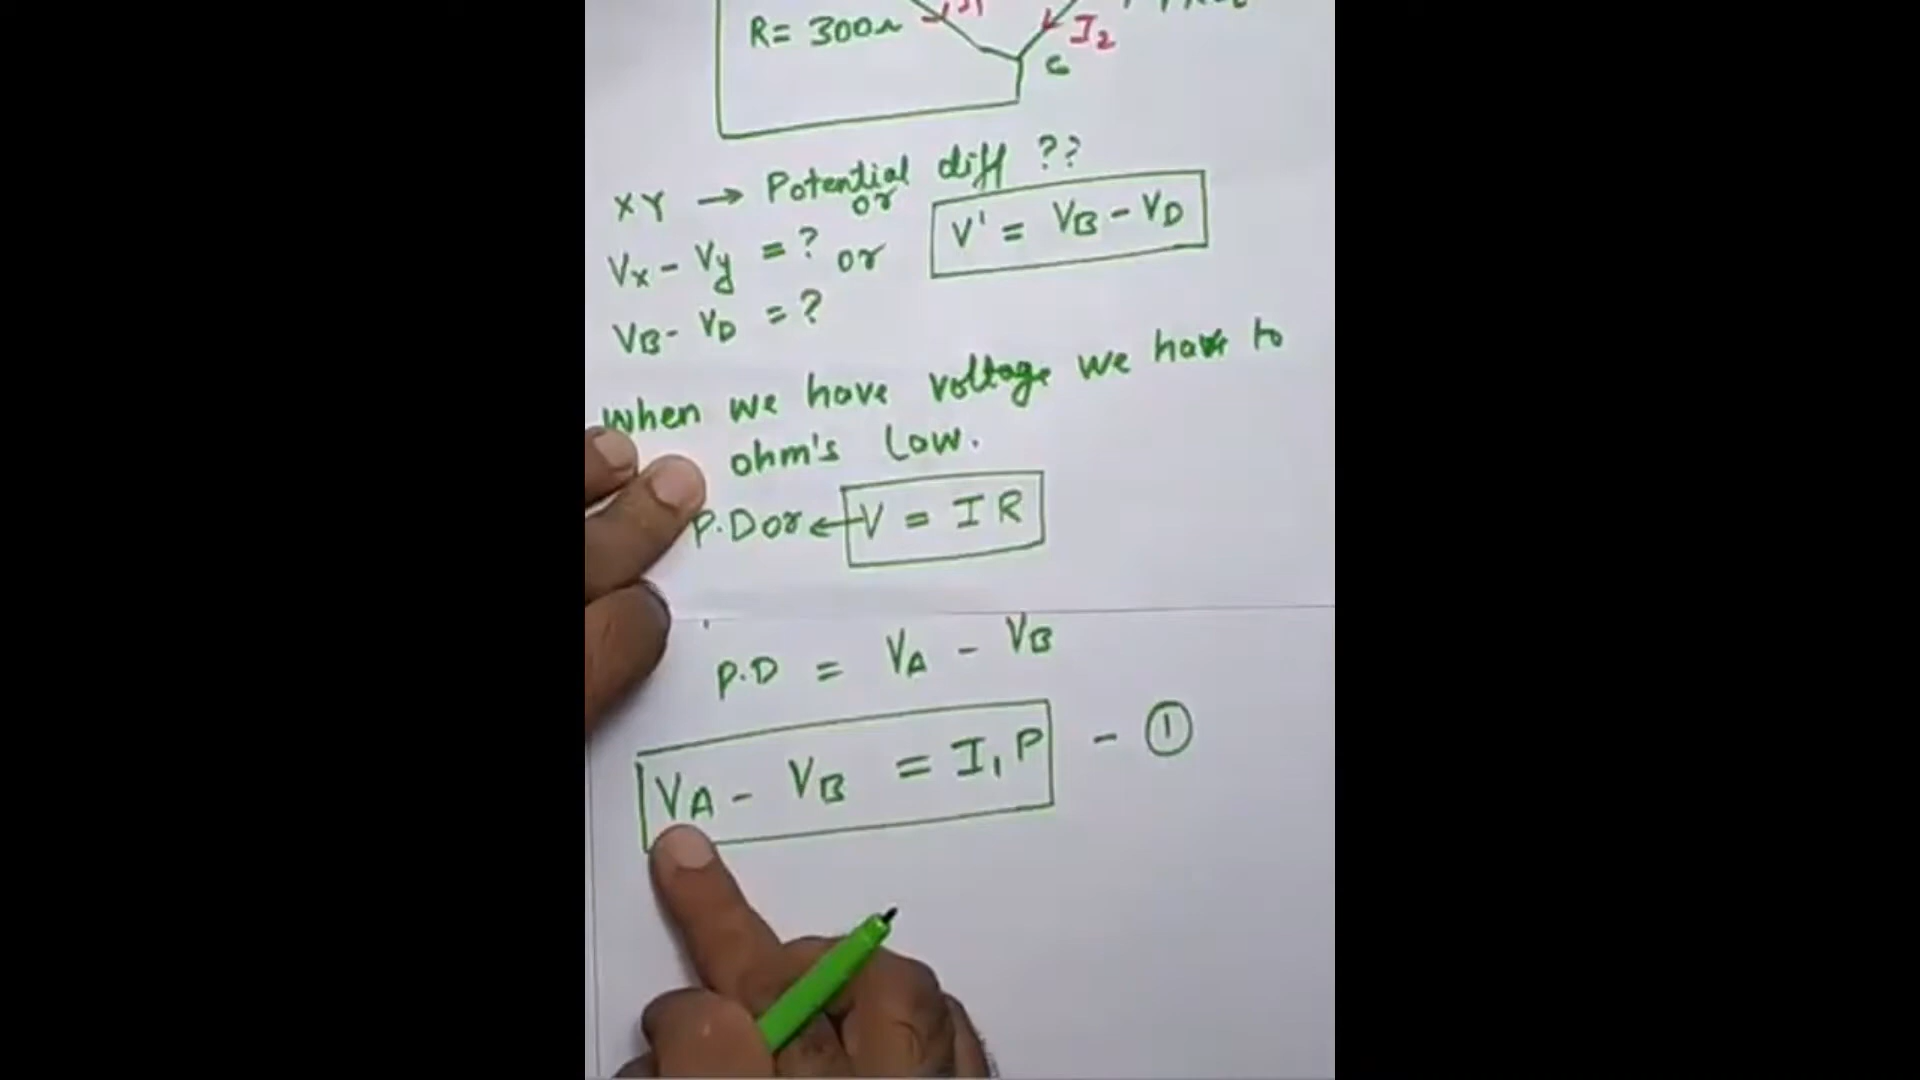 R= 300Ω
I2
C
XY → Potential diff ??
or
Vx - Vy = ? or
V' = VB - VD
VB - VD = ?
When we have voltage we have to
ohm's Law.
P.D or ← V = IR
P.D = VA - VB
VA - VB = I1 P - ①